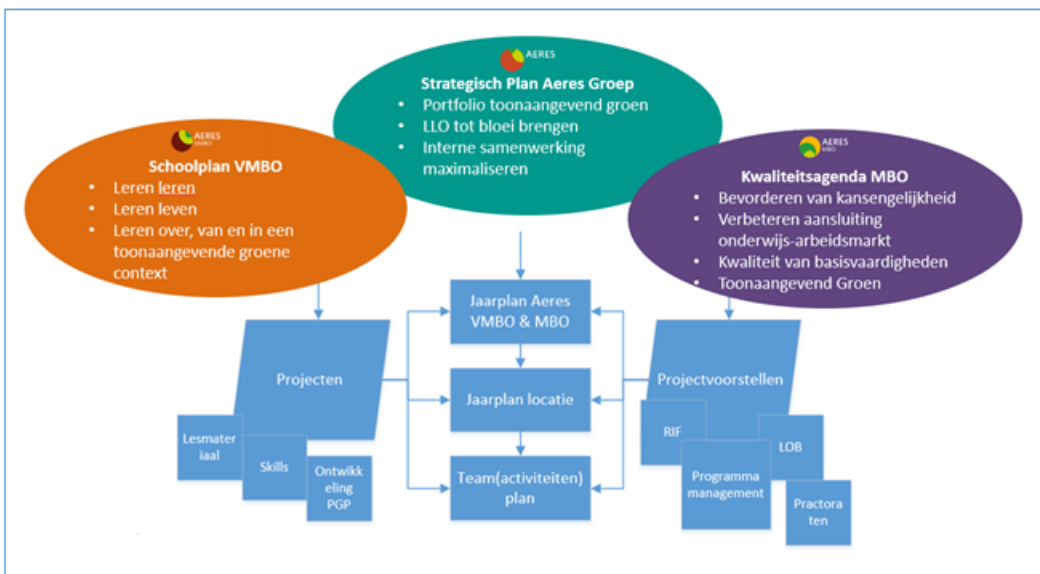 AERES
Strategisch Plan Aeres Groep
• Portfolio toonaangevend groen
• LLO tot bloei brengen
• Interne samenwerking
maximaliseren
AERES
VMBO
Schoolplan VMBO
• Leren leren
• Leren leven
• Leren over, van en in een
toonaangevende groene
context
AERES
MBO
Kwaliteitsagenda MBO
• Bevorderen van kansengelijkheid
• Verbeteren aansluiting
onderwijs-arbeidsmarkt
• Kwaliteit van basisvaardigheden
• Toonaangevend Groen
Jaarplan Aeres
VMBO & MBO
Jaarplan locatie
Team(activiteiten)
plan
Projecten
Lesmater
iaal
Skills
Ontwikk
eling
PGP
Projectvoorstellen
RIF
LOB
Programma
management
Practora
ten